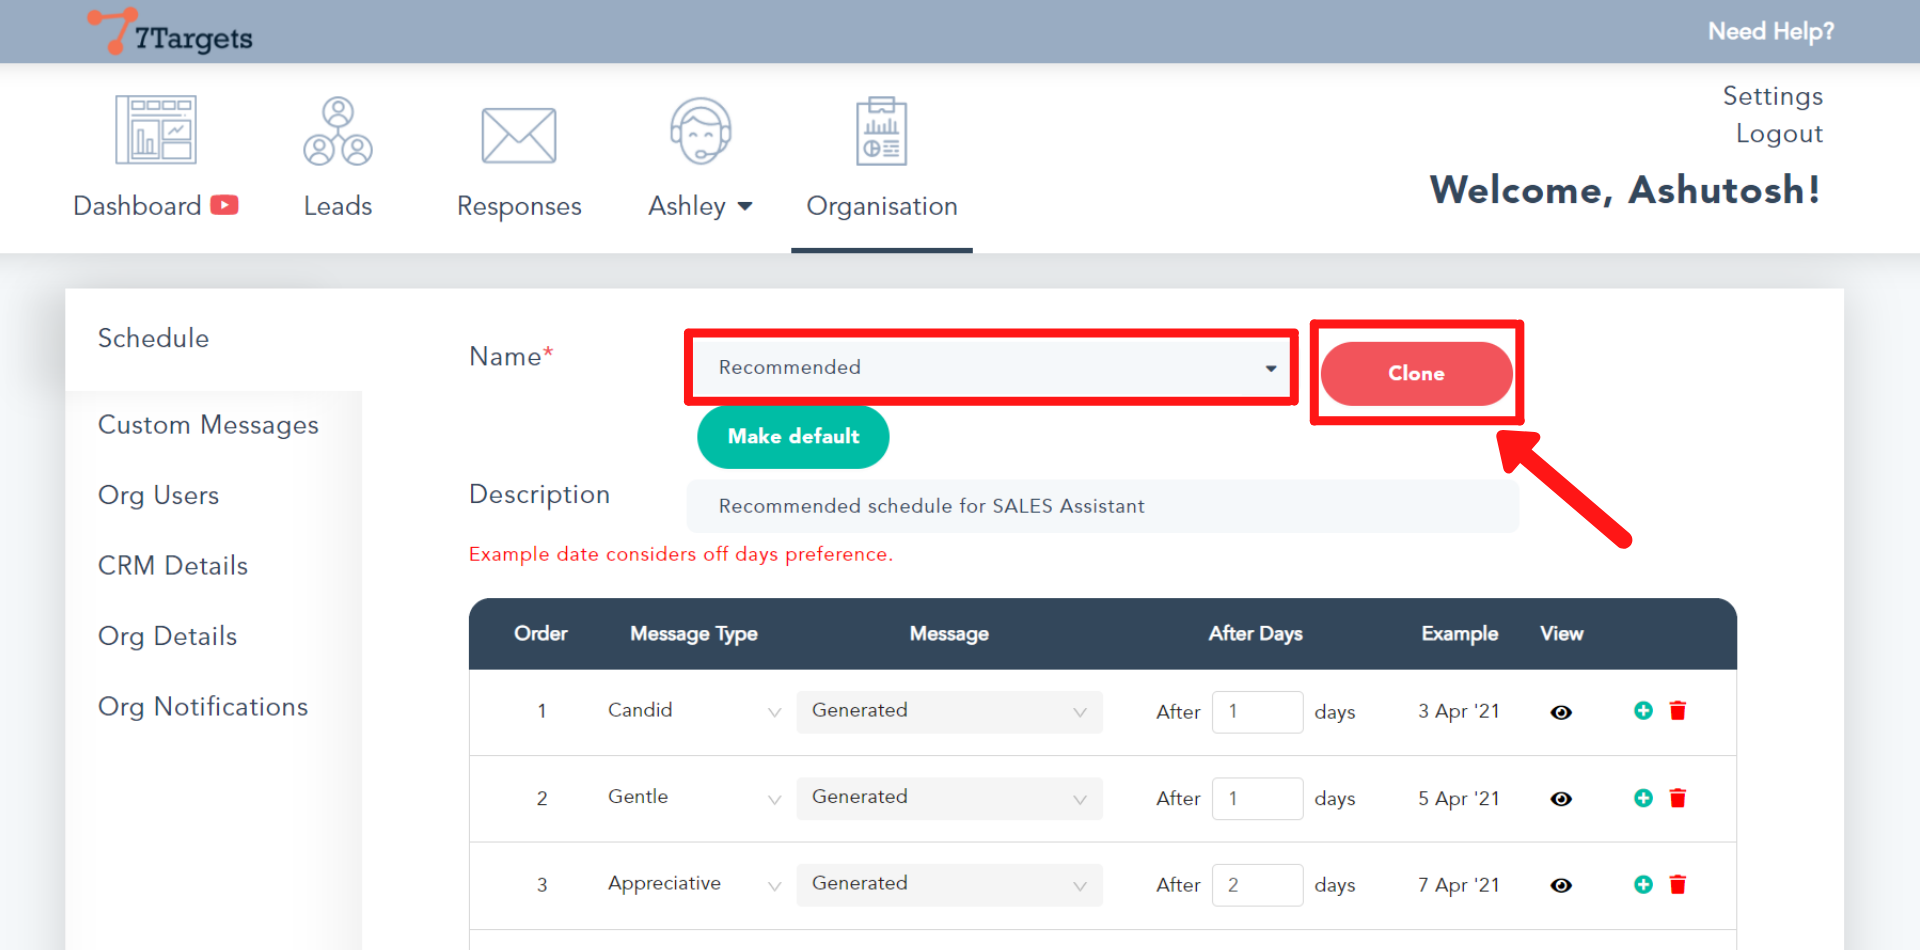 7Targets
Need Help?
Settings
Logout
Dashboard
Leads
Responses
Ashley
Organisation
Welcome, Ashutosh!
Schedule
Custom Messages
Org Users
CRM Details
Org Details
Org Notifications
Name*
Recommended
Clone
Make default
Description
Recommended schedule for SALES Assistant
Example date considers off days preference.
Order Message Type Message After Days Example View
1 Candid Generated After 1 days 3 Apr '21
2 Gentle Generated After 1 days 5 Apr '21
3 Appreciative Generated After 2 days 7 Apr '21